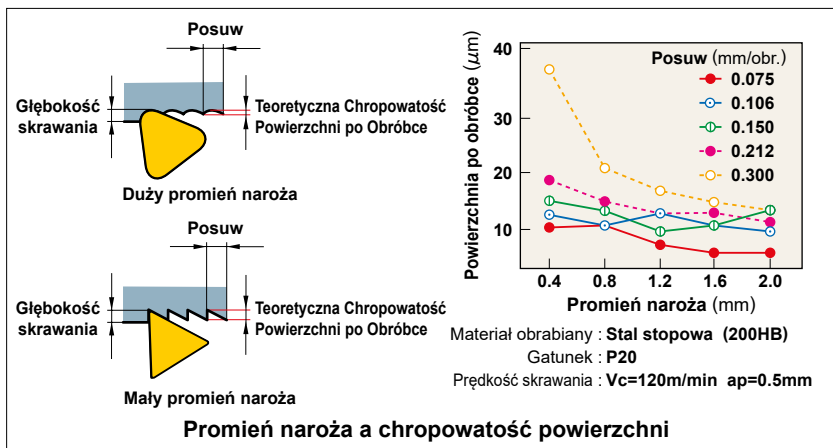 Posuw
Głębokość
skrawania
Teoretyczna Chropowatość
Powierzchni po Obróbce
Duży promień naroża
Posuw
Głębokość
skrawania
Teoretyczna Chropowatość
Powierzchni po Obróbce
Mały promień naroża
Powierzchnia po obróbce (μm)
40
30
20
10
Posuw (mm/obr.)
0.075
0.106
0.150
0.212
0.300
0.4 0.8 1.2 1.6 2.0
Promień naroża (mm)
Materiał obrabiany : Stal stopowa (200HB)
Gatunek : P20
Prędkość skrawania : Vc=120m/min ap=0.5mm
Promień naroża a chropowatość powierzchni